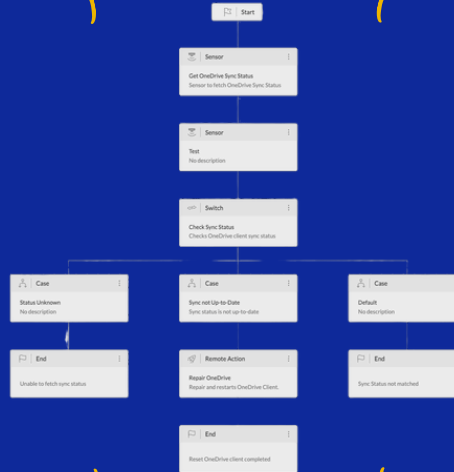 Start
Sensor
Get OneDrive Sync Status
Sensor to fetch OneDrive Sync Status
Sensor
Test
No description
Switch
Check Sync Status
Checks OneDrive client sync status
Case
Status Unknown
No description
Case
Sync not Up-to-Date
Sync status is not up-to-date
Case
Default
No description
End
Unable to fetch sync status
Remote Action
Repair OneDrive
Repair and restarts OneDrive Client.
End
Sync Status not matched
End
Reset OneDrive client completed